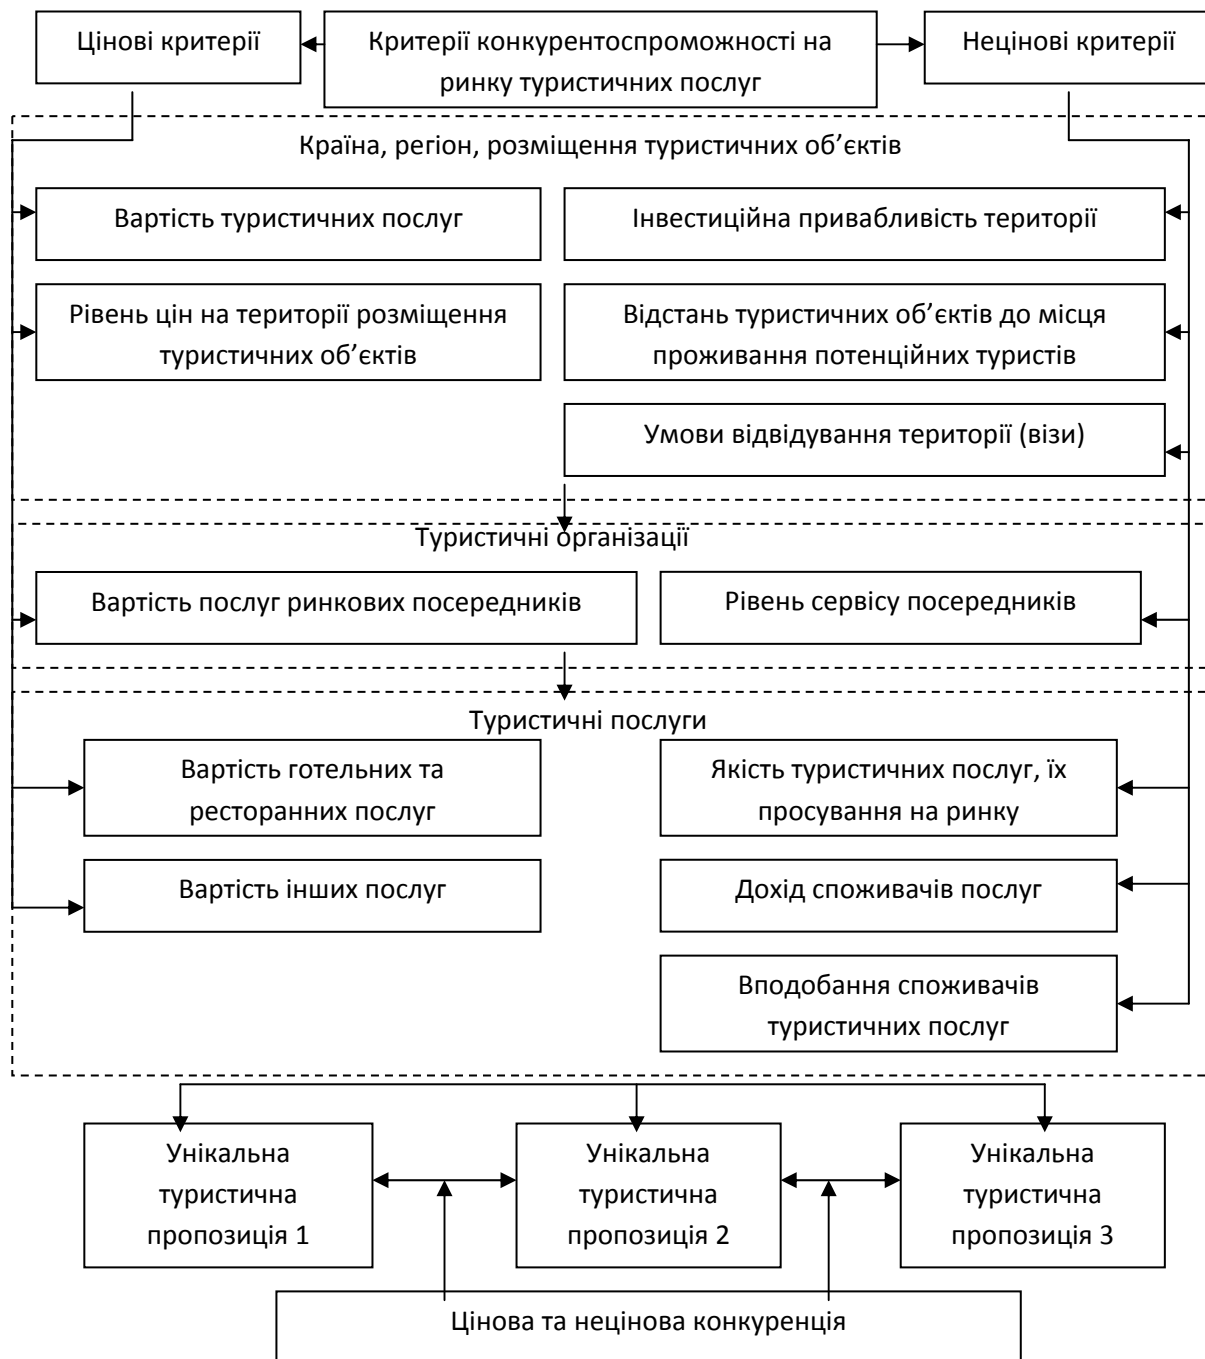 Цінові критерії
Критерії конкурентоспроможності на
ринку туристичних послуг
Нецінові критерії
Країна, регіон, розміщення туристичних об’єктів
Вартість туристичних послуг
Інвестиційна привабливість території
Рівень цін на території розміщення
туристичних об’єктів
Відстань туристичних об’єктів до місця
проживання потенційних туристів
Умови відвідування території (візи)
Туристичні організації
Вартість послуг ринкових посередників
Рівень сервісу посередників
Туристичні послуги
Вартість готельних та
ресторанних послуг
Якість туристичних послуг, їх
просування на ринку
Вартість інших послуг
Дохід споживачів послуг
Вподобання споживачів
туристичних послуг
Унікальна
туристична
пропозиція 1
Унікальна
туристична
пропозиція 2
Унікальна
туристична
пропозиція 3
Цінова та нецінова конкуренція